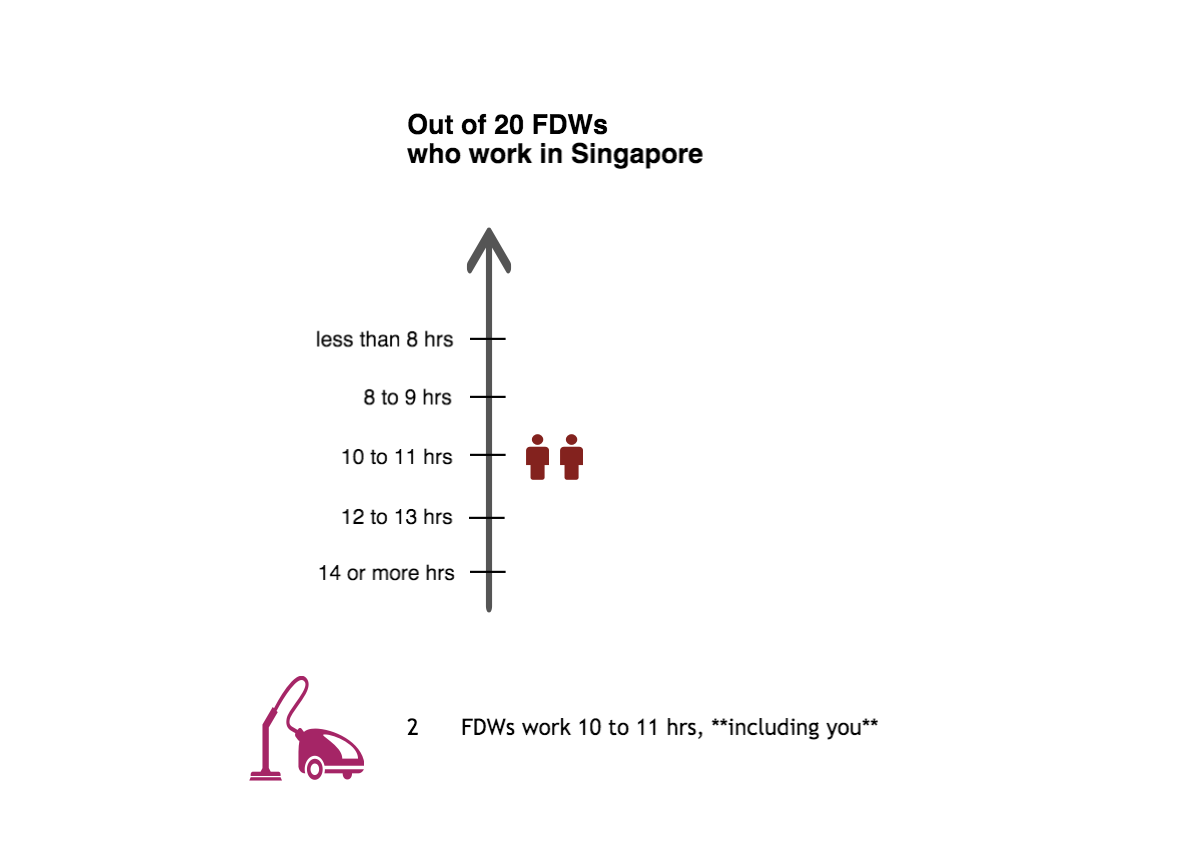 Out of 20 FDWs
who work in Singapore
less than 8 hrs
8 to 9 hrs
10 to 11 hrs
12 to 13 hrs
14 or more hrs
2 FDWs work 10 to 11 hrs, **including you**